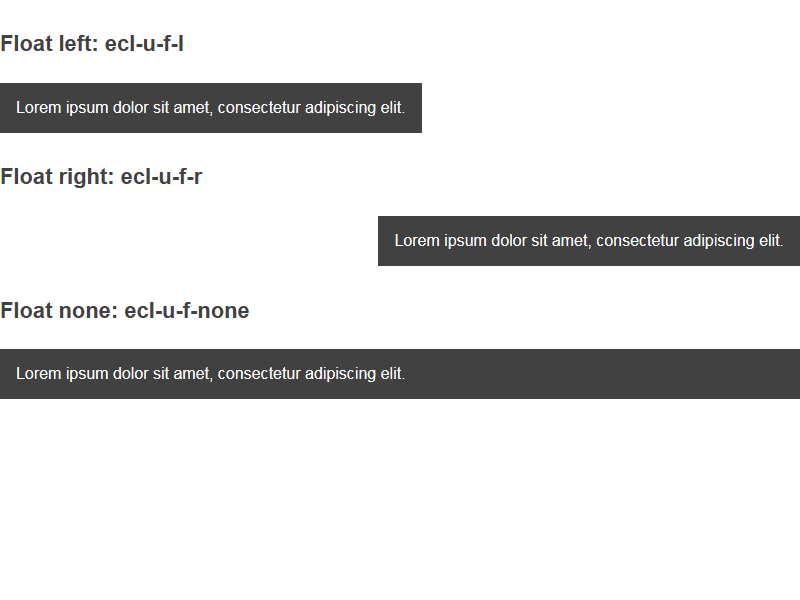 Float left: ecl-u-f-l
Lorem ipsum dolor sit amet, consectetur adipiscing elit.
Float right: ecl-u-f-r
Lorem ipsum dolor sit amet, consectetur adipiscing elit.
Float none: ecl-u-f-none
Lorem ipsum dolor sit amet, consectetur adipiscing elit.